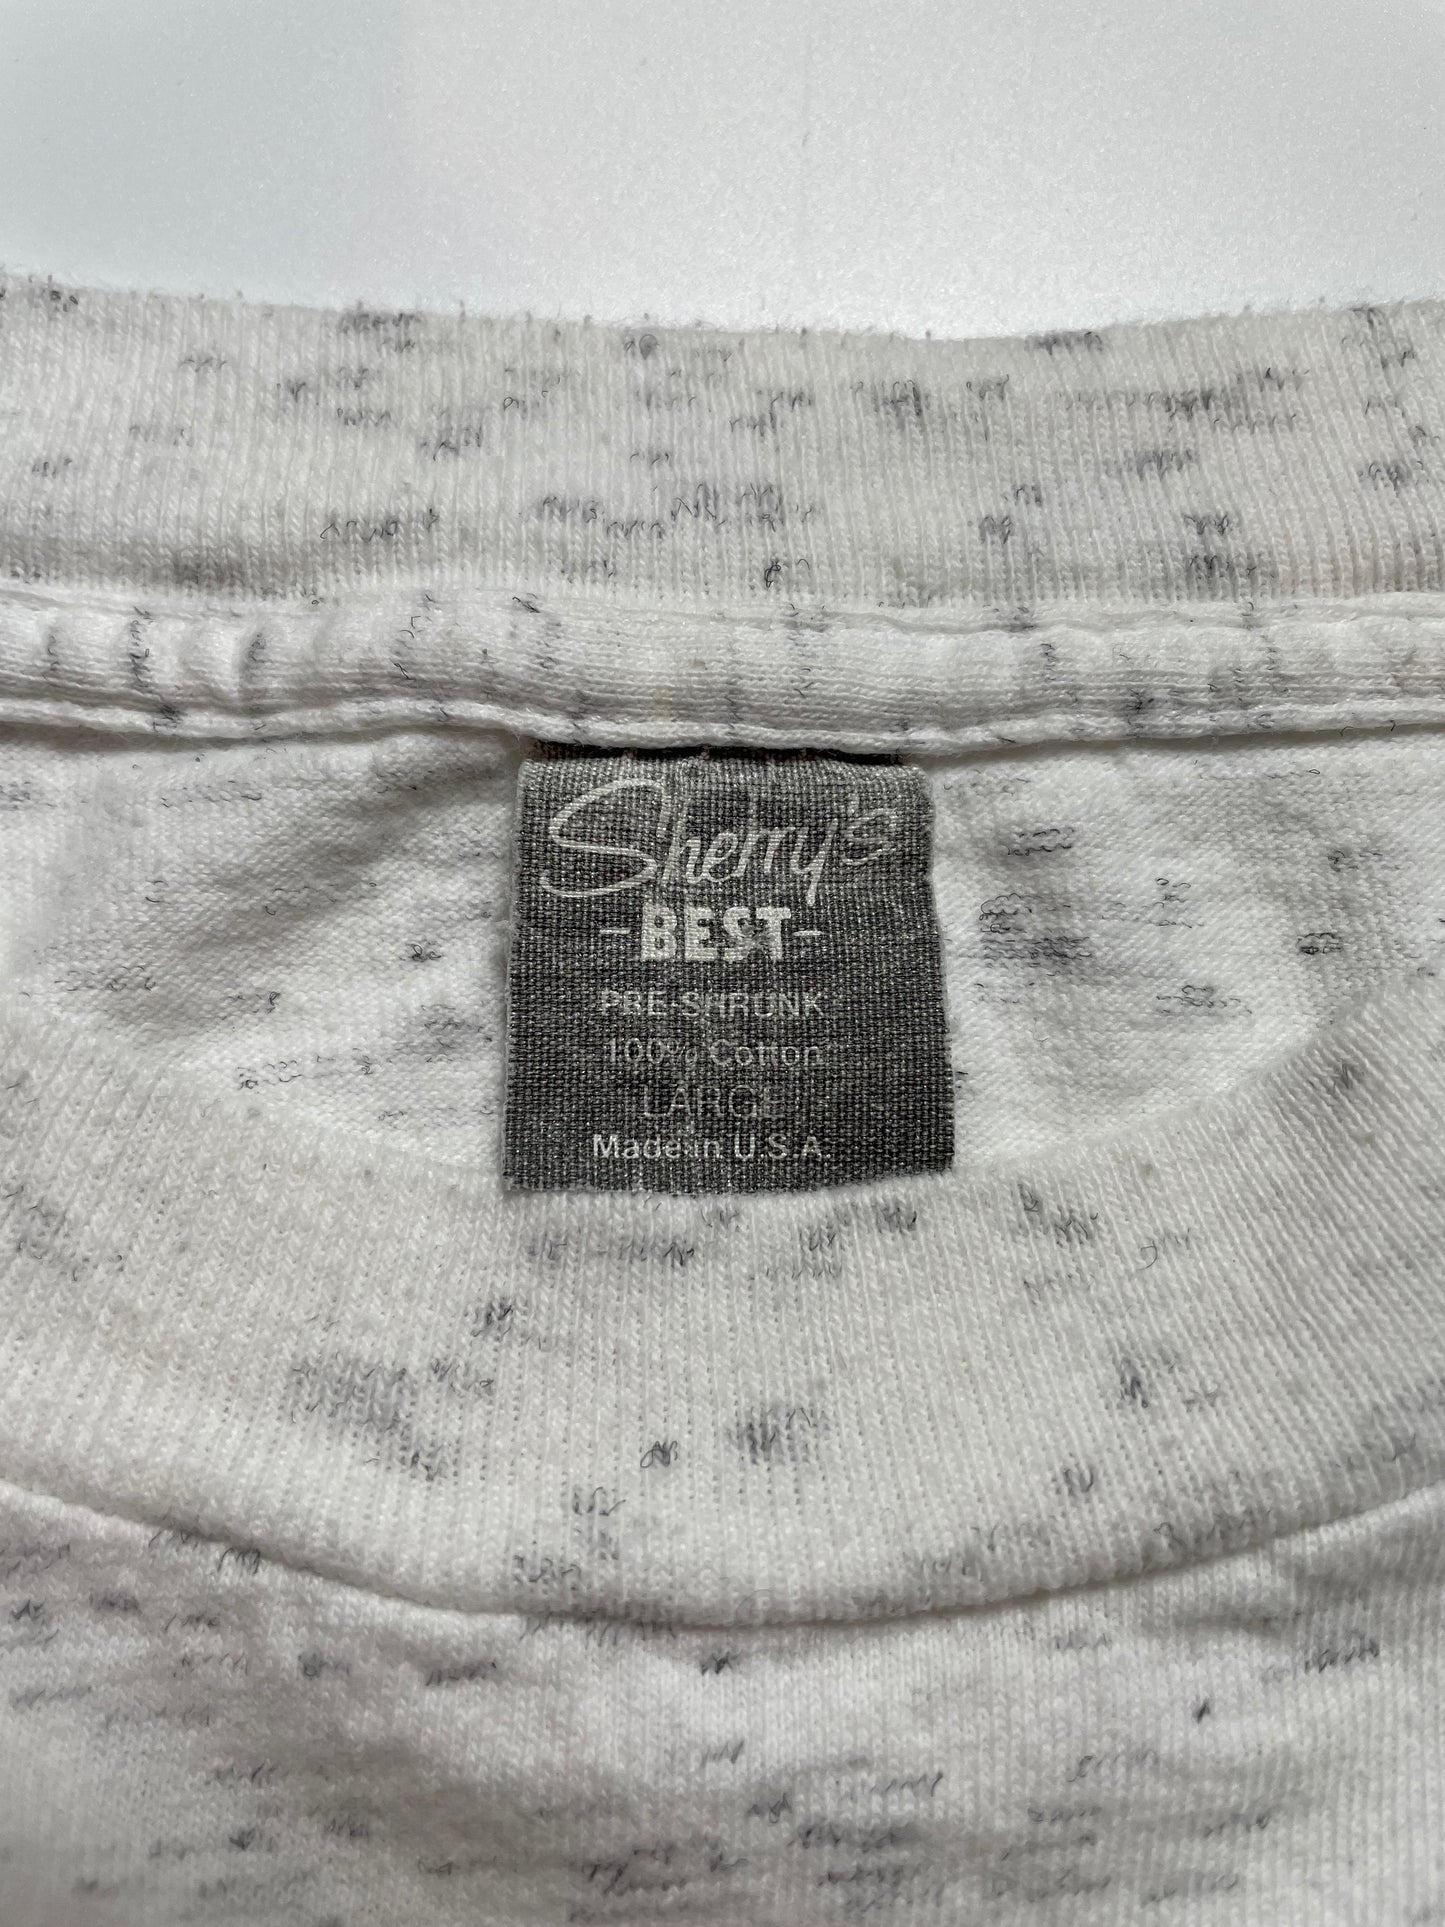 Sherry's
-BEST-
PRE-SHRUNK
100% Cotton
LARGE
Made in U.S.A.